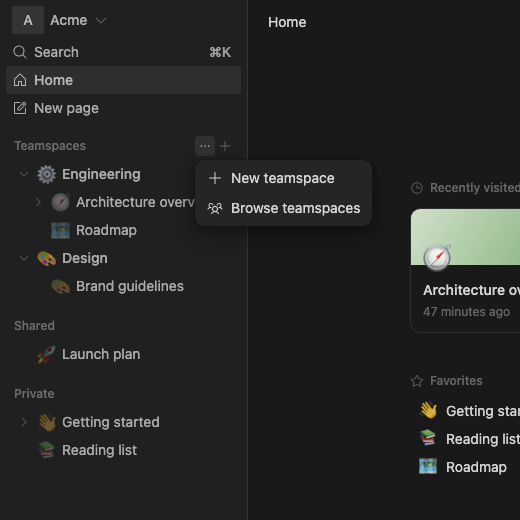 A Acme
Home
Search ⌘K
Home
New page
Teamspaces
Engineering
New teamspace
Recently visited
Architecture overv
Browse teamspaces
Roadmap
Design
Brand guidelines
Architecture ov
47 minutes ago
Shared
Launch plan
Favorites
Private
Getting started
Getting star
Reading list
Reading list
Roadmap